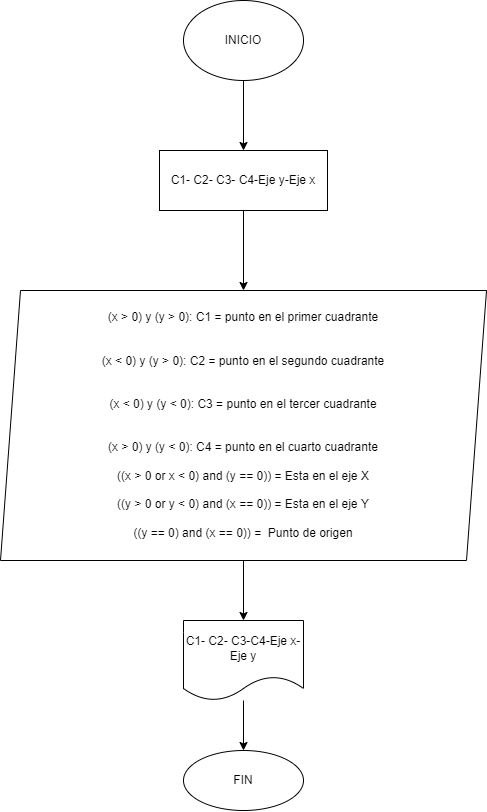 INICIO
C1- C2- C3- C4-Eje y-Eje x
(x > 0) y (y > 0): C1 = punto en el primer cuadrante
(x < 0) y (y > 0): C2 = punto en el segundo cuadrante
(x < 0) y (y < 0): C3 = punto en el tercer cuadrante
(x > 0) y (y < 0): C4 = punto en el cuarto cuadrante
((x > 0 or x < 0) and (y == 0)) = Esta en el eje X
((y > 0 or y < 0) and (x == 0)) = Esta en el eje Y
((y == 0) and (x == 0)) = Punto de origen
C1- C2- C3-C4-Eje x-
Eje y
FIN